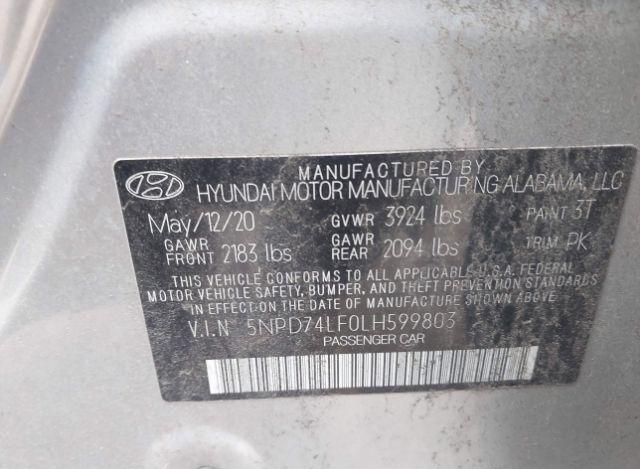 MANUFACTURED BY
HYUNDAI MOTOR MANUFACTURING ALABAMA, LLC
May/12/20 GVWR 3924 lbs PAINT 3T
GAWR FRONT 2183 lbs GAWR REAR 2094 lbs TRIM PK
THIS VEHICLE CONFORMS TO ALL APPLICABLE U.S.A. FEDERAL
MOTOR VEHICLE SAFETY, BUMPER, AND THEFT PREVENTION STANDARDS
IN EFFECT ON THE DATE OF MANUFACTURE SHOWN ABOVE.
V.I.N 5NPD74LF0LH599803
PASSENGER CAR